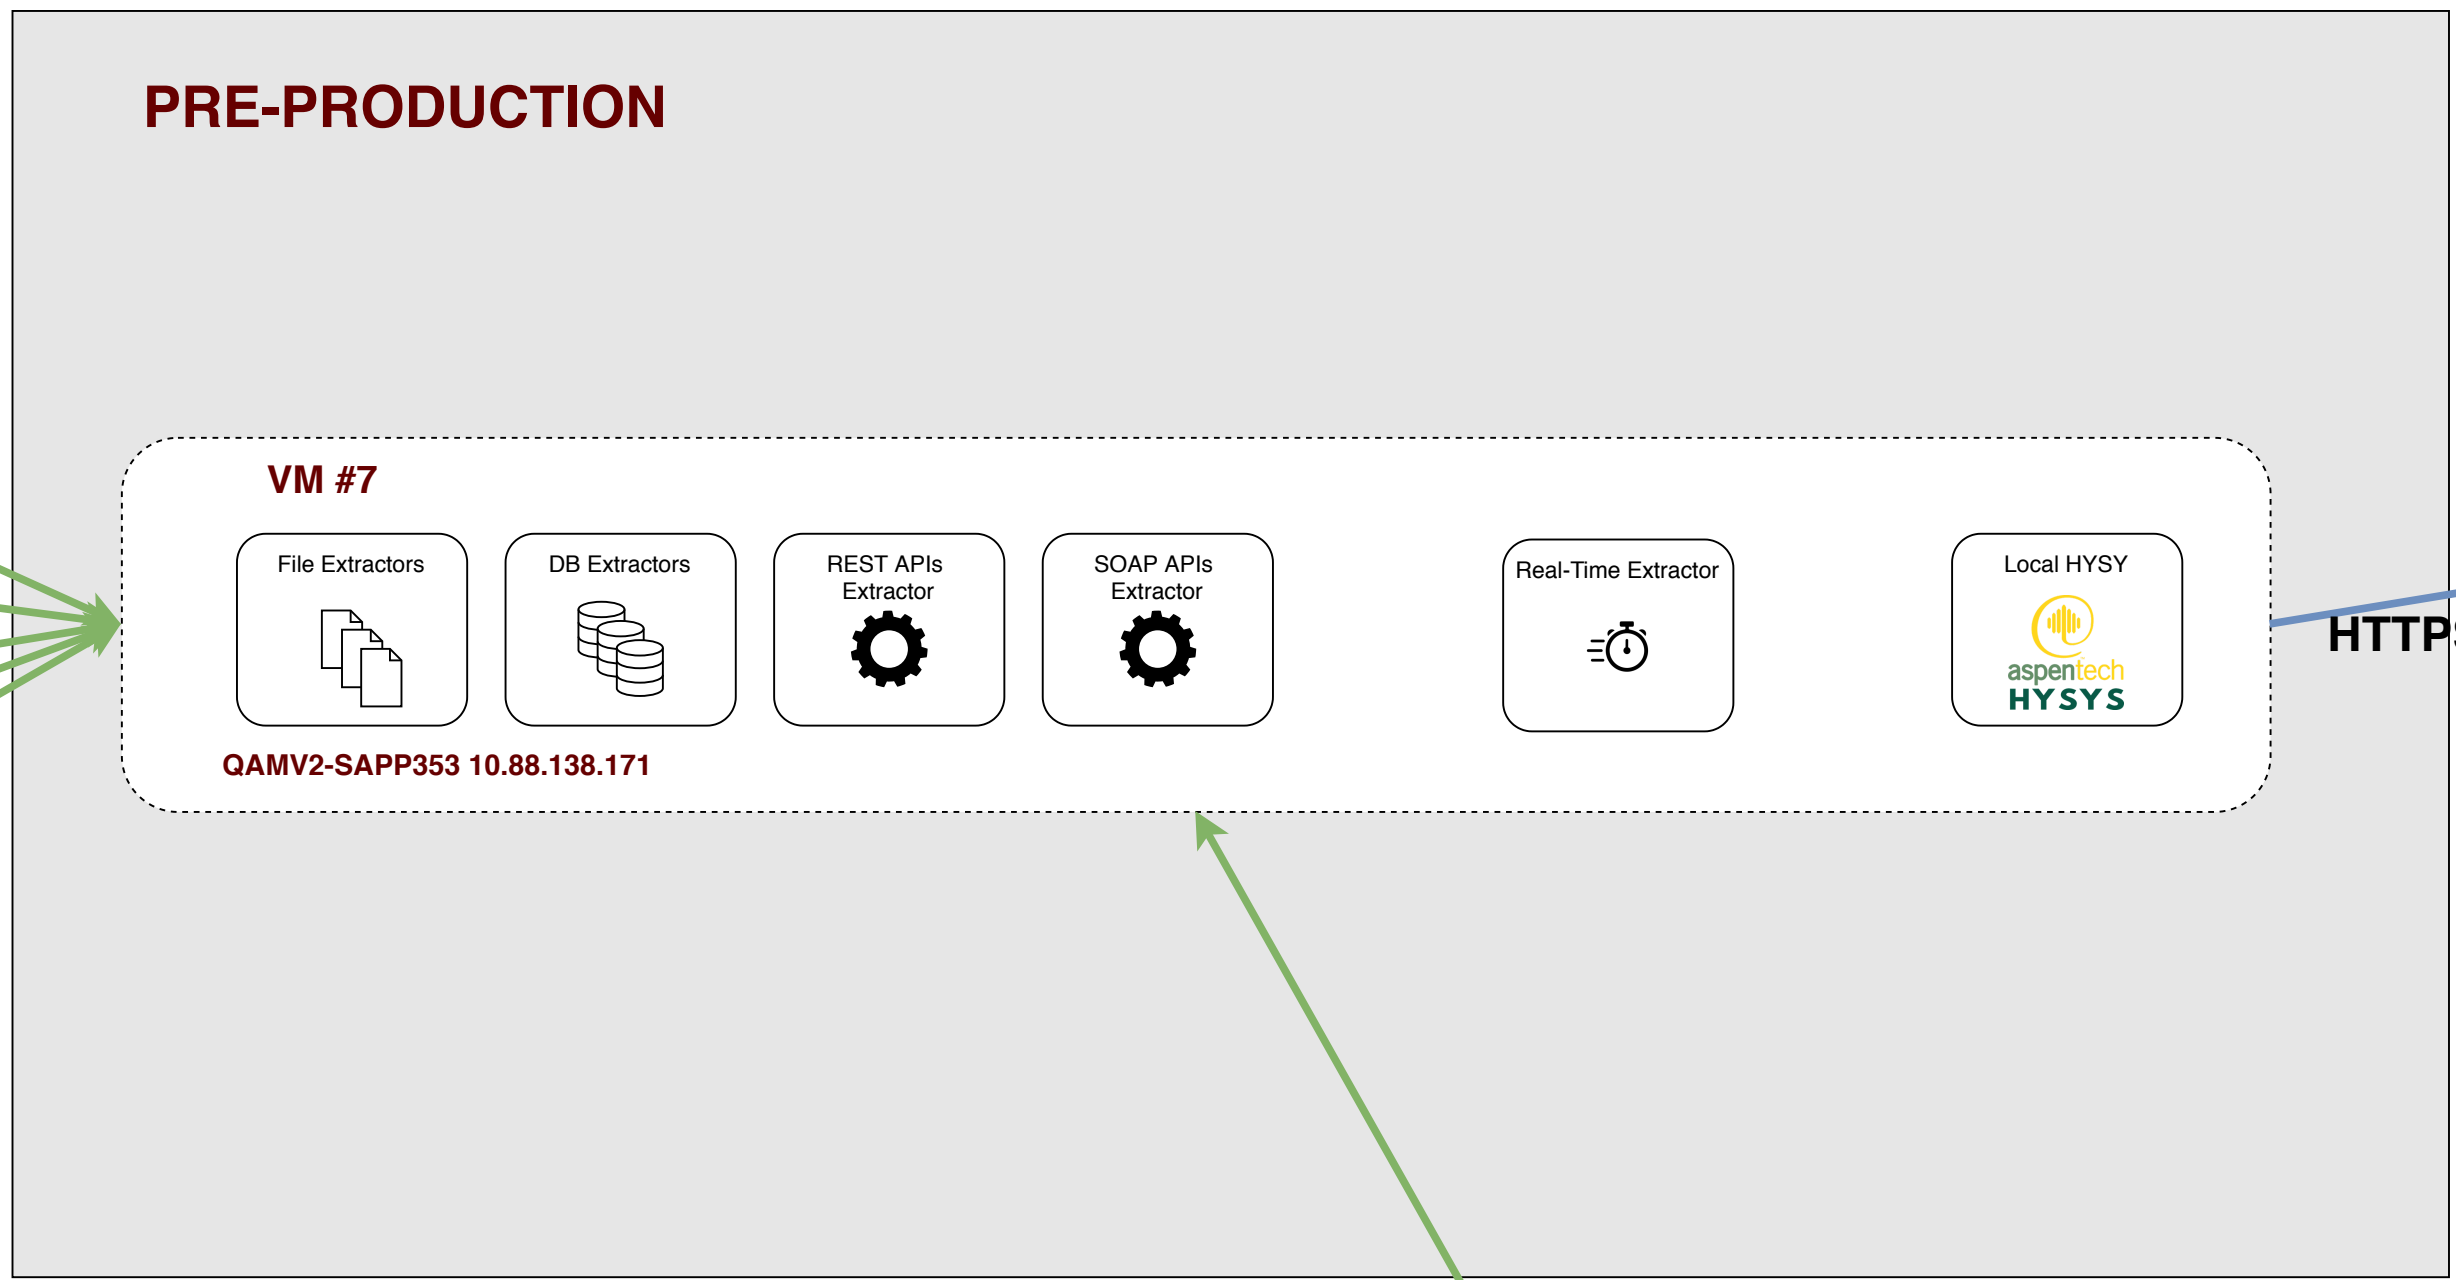 PRE-PRODUCTION
VM #7
File Extractors
DB Extractors
REST APIs
Extractor
SOAP APIs
Extractor
Real-Time Extractor
Local HYSY
aspentech
HYSYS
HTTPS
QAMV2-SAPP353 10.88.138.171